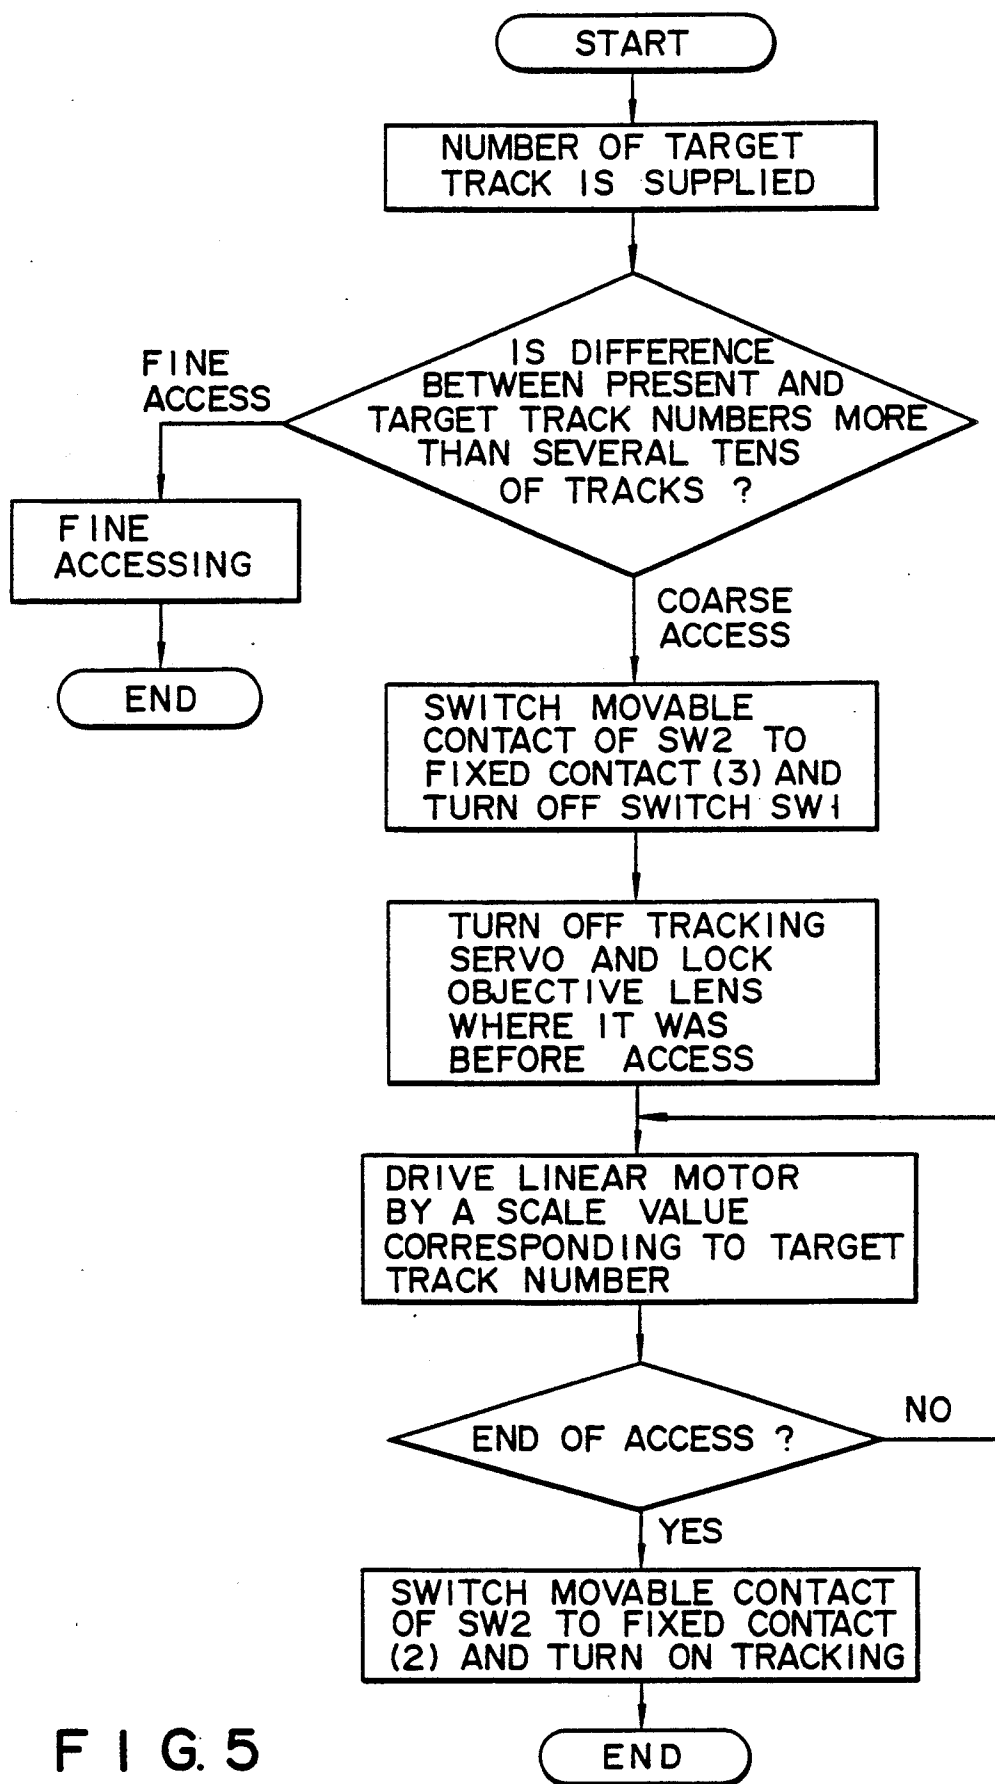 START
NUMBER OF TARGET
TRACK IS SUPPLIED
IS DIFFERENCE
BETWEEN PRESENT AND
TARGET TRACK NUMBERS MORE
THAN SEVERAL TENS
OF TRACKS ?
FINE
ACCESS
FINE
ACCESSING
END
COARSE
ACCESS
SWITCH MOVABLE
CONTACT OF SW2 TO
FIXED CONTACT (3) AND
TURN OFF SWITCH SW1
TURN OFF TRACKING
SERVO AND LOCK
OBJECTIVE LENS
WHERE IT WAS
BEFORE ACCESS
DRIVE LINEAR MOTOR
BY A SCALE VALUE
CORRESPONDING TO TARGET
TRACK NUMBER
END OF ACCESS ?
NO
YES
SWITCH MOVABLE CONTACT
OF SW2 TO FIXED CONTACT
(2) AND TURN ON TRACKING
END
FIG. 5